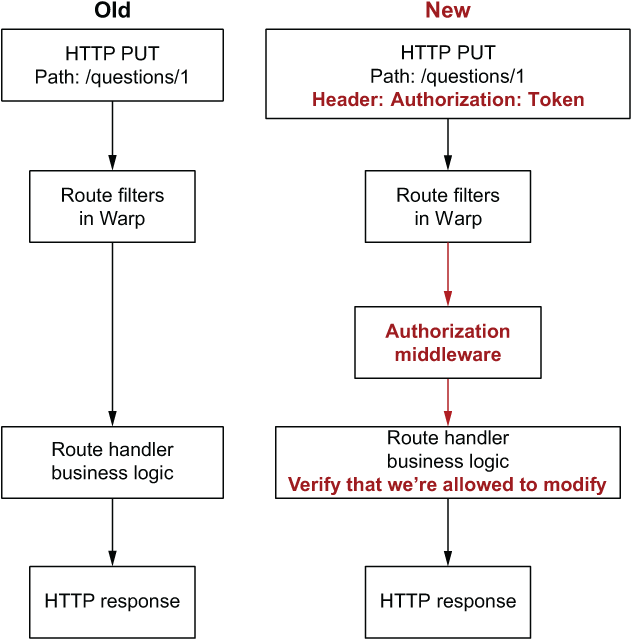 Old
HTTP PUT
Path: /questions/1
Route filters
in Warp
Route handler
business logic
HTTP response
New
HTTP PUT
Path: /questions/1
Header: Authorization: Token
Route filters
in Warp
Authorization
middleware
Route handler
business logic
Verify that we’re allowed to modify
HTTP response